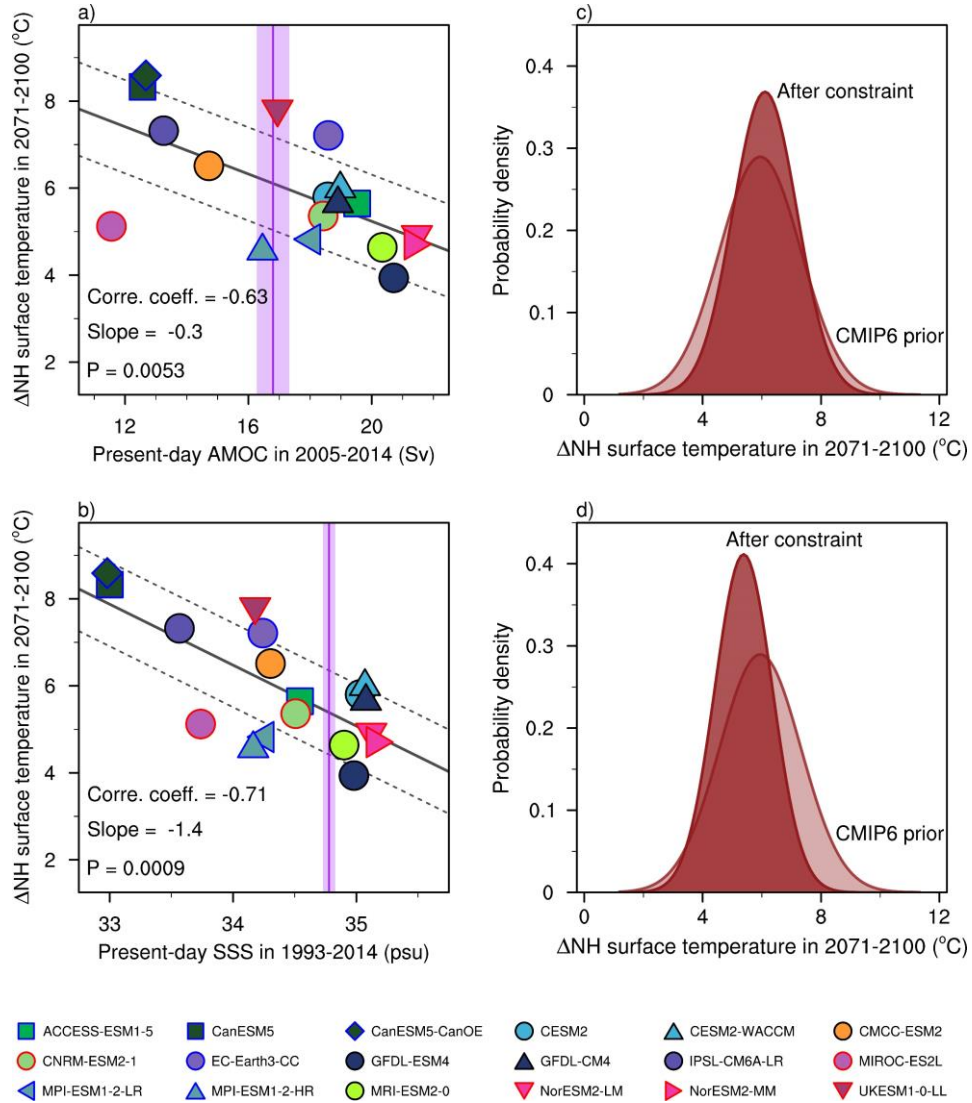 a)
ΔNH surface temperature in 2071-2100 (°C)
8
6
4
2
Corre. coeff. = -0.63
Slope = -0.3
P = 0.0053
12
16
20
Present-day AMOC in 2005-2014 (Sv)
c)
Probability density
0.4
0.3
0.2
0.1
0
After constraint
CMIP6 prior
0
4
8
12
ΔNH surface temperature in 2071-2100 (°C)
b)
ΔNH surface temperature in 2071-2100 (°C)
8
6
4
2
Corre. coeff. = -0.71
Slope = -1.4
P = 0.0009
33
34
35
Present-day SSS in 1993-2014 (psu)
d)
Probability density
0.4
0.3
0.2
0.1
0
After constraint
CMIP6 prior
0
4
8
12
ΔNH surface temperature in 2071-2100 (°C)
ACCESS-ESM1-5 CanESM5 CanESM5-CanOE CESM2 CESM2-WACCM CMCC-ESM2
CNRM-ESM2-1 EC-Earth3-CC GFDL-ESM4 GFDL-CM4 IPSL-CM6A-LR MIROC-ES2L
MPI-ESM1-2-LR MPI-ESM1-2-HR MRI-ESM2-0 NorESM2-LM NorESM2-MM UKESM1-0-LL